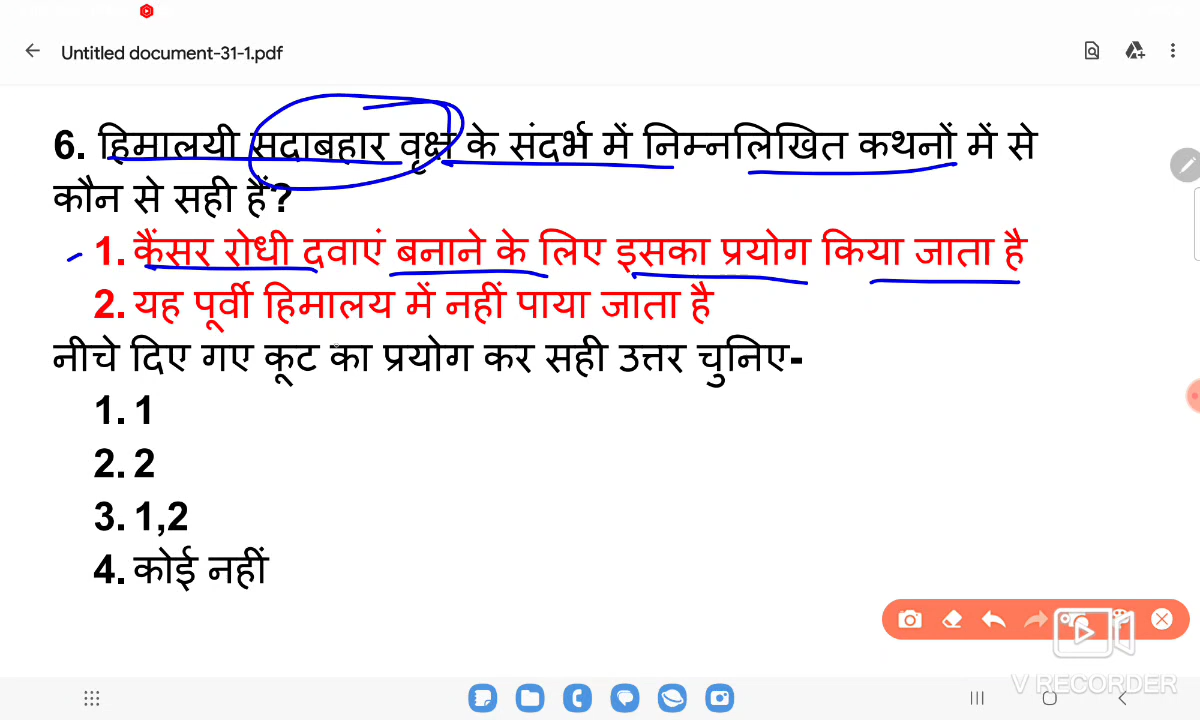 Untitled document-31-1.pdf
6. हिमालयी सदाबहार वृक्ष के संदर्भ में निम्नलिखित कथनों में से
कौन से सही हैं?
1. कैंसर रोधी दवाएं बनाने के लिए इसका प्रयोग किया जाता है
2. यह पूर्वी हिमालय में नहीं पाया जाता है
नीचे दिए गए कूट का प्रयोग कर सही उत्तर चुनिए-
1. 1
2. 2
3. 1,2
4. कोई नहीं
V RECORDER